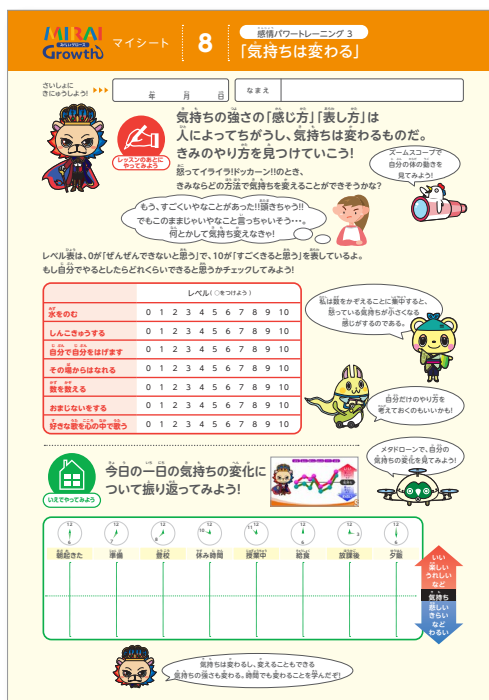 MIRAI
Growth
マイシート
8
感情パワートレーニング 3
「気持ちは変わる」
さいしょに
きにゅうしよう!
年 月 日
なまえ
気持ちの強さの「感じ方」「表し方」は
人によってちがうし、気持ちは変わるものだ。
きみのやり方を見つけていこう!
レッスンのあとに
やってみよう
怒ってイライラ!ドッカーン!!のとき、
きみならどの方法で気持ちを変えることができそうかな?
ズームスコープで
自分の体の動きを
見てみよう!
もう、すごくいやなことがあった!!頭きちゃう!!
でもこのままじゃいやなこと言っちゃいそう…。
何とかして気持ち変えなきゃ!
レベル表は、0が「ぜんぜんできないと思う」で、10が「すごくできると思う」を表しているよ。
もし自分でやるとしたらどれくらいできると思うかチェックしてみよう!
レベル(○をつけよう)
水をのむ 0 1 2 3 4 5 6 7 8 9 10
しんこきゅうする 0 1 2 3 4 5 6 7 8 9 10
自分で自分をはげます 0 1 2 3 4 5 6 7 8 9 10
その場からはなれる 0 1 2 3 4 5 6 7 8 9 10
数を数える 0 1 2 3 4 5 6 7 8 9 10
おまじないをする 0 1 2 3 4 5 6 7 8 9 10
好きな歌を心の中で歌う 0 1 2 3 4 5 6 7 8 9 10
私は数をかぞえることに集中すると、
怒っている気持ちが小さくなる
感じがするのである。
自分だけのやり方を
考えておくのもいいかも!
いえでやってみよう
今日の一日の気持ちの変化に
ついて振り返ってみよう!
メタドローンで、自分の
気持ちの変化を見てみよう!
12 12 12 12 12 12 12 12
6 7 8 10 11 6 3 6
朝起きた 準備 登校 休み時間 授業中 給食 放課後 夕飯
いい
楽しい
うれしい
など
気持ち
悲しい
きらい
など
わるい
気持ちは変わるし、変えることもできる
気持ちの強さも変わる。時間でも変わることを学んだぞ!